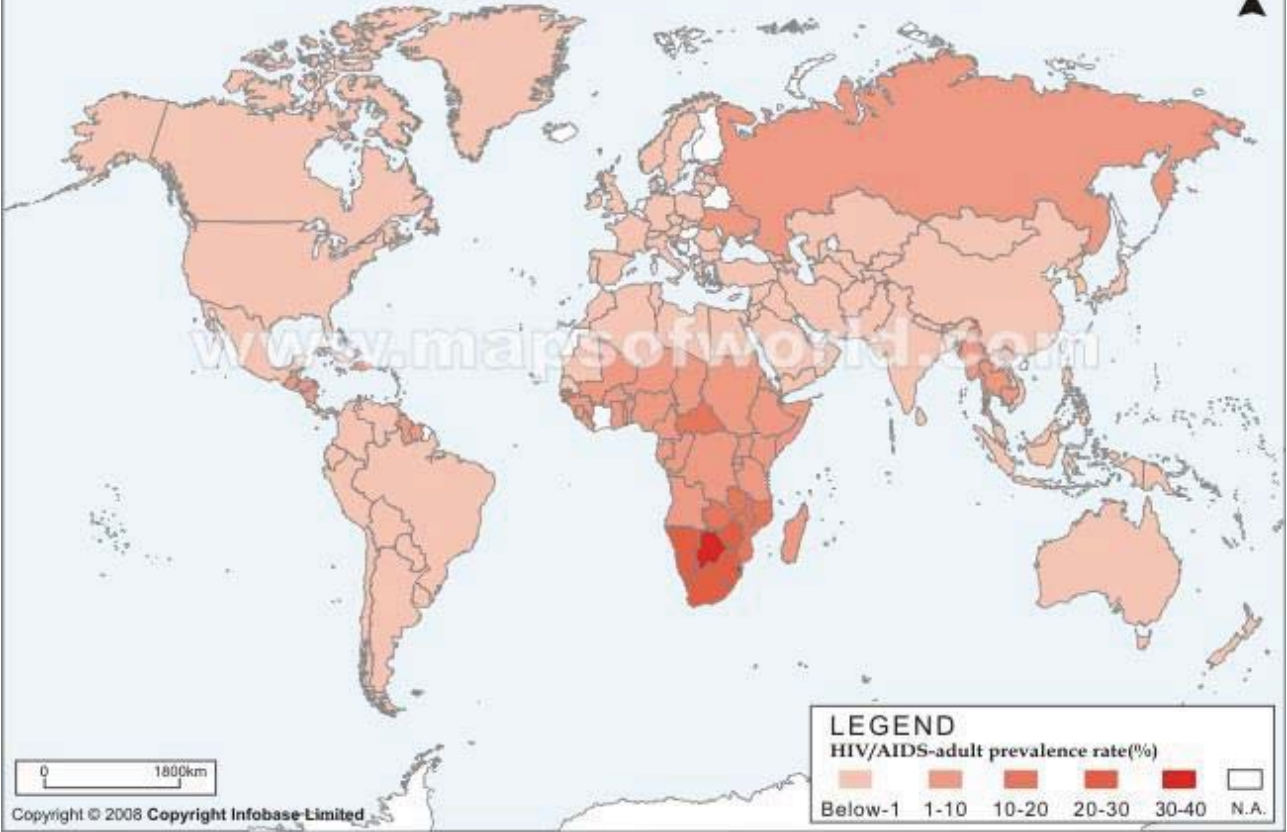 www.mapsofworld.com
LEGEND
HIV/AIDS-adult prevalence rate(%)
Below-1 1-10 10-20 20-30 30-40 N.A.
0 1800km
Copyright © 2008 Copyright Infobase Limited